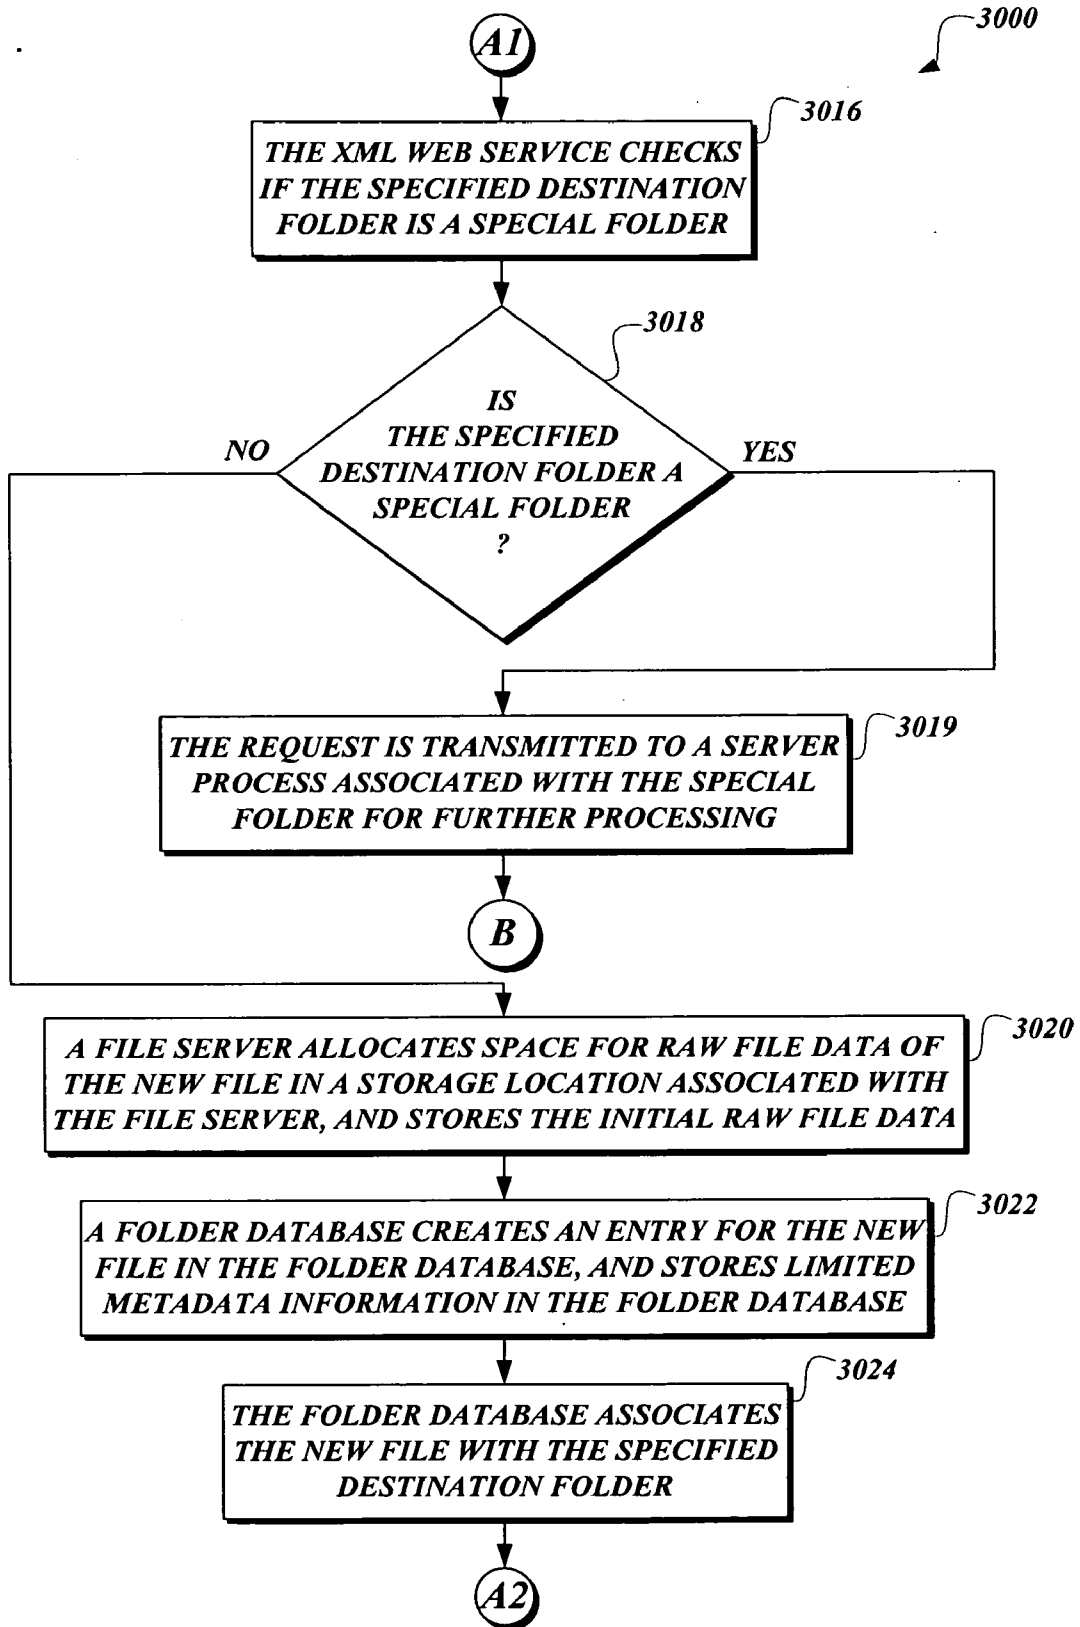 A1
3000
3016
THE XML WEB SERVICE CHECKS
IF THE SPECIFIED DESTINATION
FOLDER IS A SPECIAL FOLDER
3018
IS
THE SPECIFIED
DESTINATION FOLDER A
SPECIAL FOLDER
?
NO
YES
3019
THE REQUEST IS TRANSMITTED TO A SERVER
PROCESS ASSOCIATED WITH THE SPECIAL
FOLDER FOR FURTHER PROCESSING
B
3020
A FILE SERVER ALLOCATES SPACE FOR RAW FILE DATA OF
THE NEW FILE IN A STORAGE LOCATION ASSOCIATED WITH
THE FILE SERVER, AND STORES THE INITIAL RAW FILE DATA
3022
A FOLDER DATABASE CREATES AN ENTRY FOR THE NEW
FILE IN THE FOLDER DATABASE, AND STORES LIMITED
METADATA INFORMATION IN THE FOLDER DATABASE
3024
THE FOLDER DATABASE ASSOCIATES
THE NEW FILE WITH THE SPECIFIED
DESTINATION FOLDER
A2